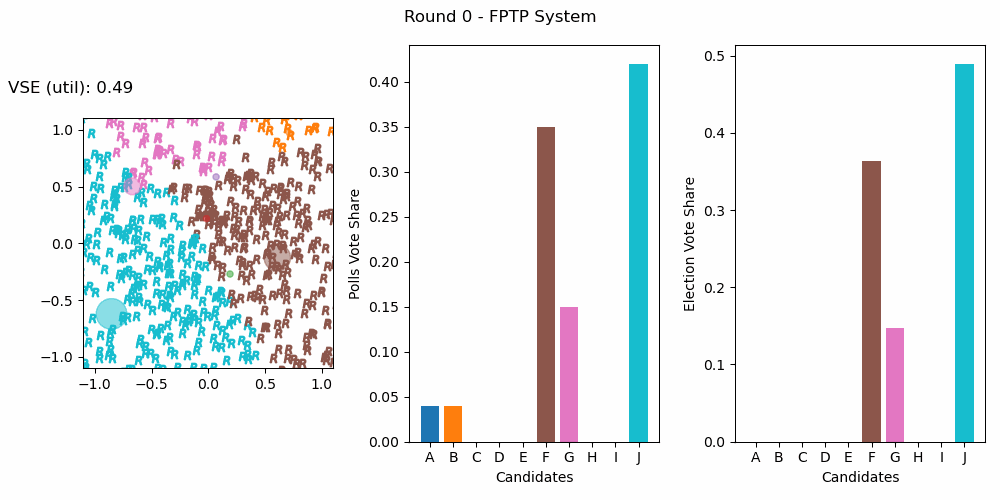 Round 0 - FPTP System
VSE (util): 0.49
1.0
0.5
0.0
−0.5
−1.0
−1.0 −0.5 0.0 0.5 1.0
Polls Vote Share
0.40
0.35
0.30
0.25
0.20
0.15
0.10
0.05
0.00
A B C D E F G H I J
Candidates
Election Vote Share
0.5
0.4
0.3
0.2
0.1
0.0
A B C D E F G H I J
Candidates